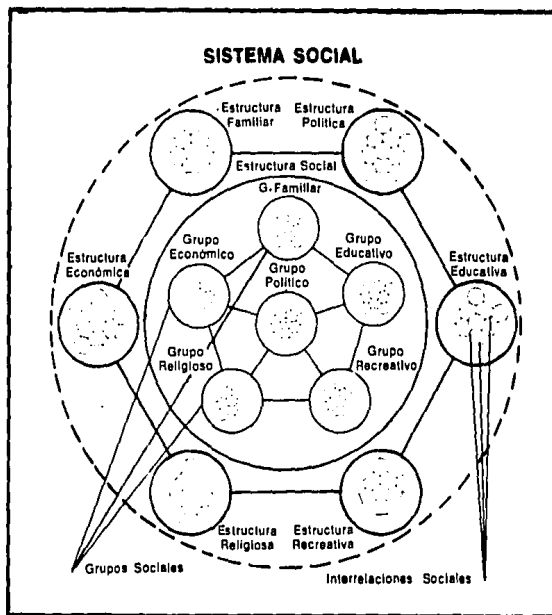 SISTEMA SOCIAL
Estructura
Familiar
Estructura
Política
Estructura Social
G. Familiar
Estructura
Económica
Grupo
Económico
Grupo
Educativo
Estructura
Educativa
Grupo
Político
Grupo
Religioso
Grupo
Recreativo
Estructura
Religiosa
Estructura
Recreativa
Grupos Sociales
Interrelaciones Sociales